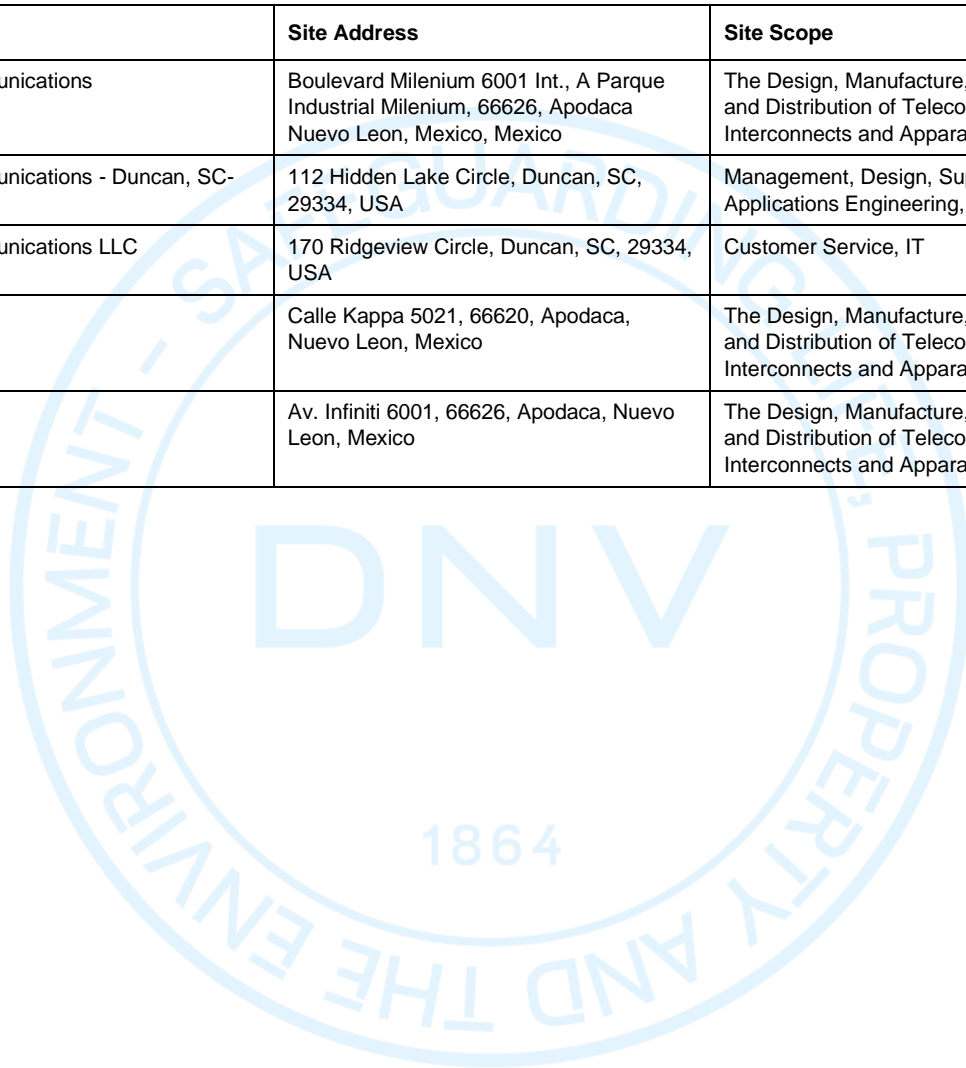 Site Address
Site Scope
unications
Boulevard Milenium 6001 Int., A Parque
Industrial Milenium, 66626, Apodaca
Nuevo Leon, Mexico, Mexico
The Design, Manufacture,
and Distribution of Teleco
Interconnects and Appara
unications - Duncan, SC-
112 Hidden Lake Circle, Duncan, SC,
29334, USA
Management, Design, Su
Applications Engineering,
unications LLC
170 Ridgeview Circle, Duncan, SC, 29334,
USA
Customer Service, IT
Calle Kappa 5021, 66620, Apodaca,
Nuevo Leon, Mexico
The Design, Manufacture,
and Distribution of Teleco
Interconnects and Appara
Av. Infiniti 6001, 66626, Apodaca, Nuevo
Leon, Mexico
The Design, Manufacture,
and Distribution of Teleco
Interconnects and Appara
SAFEGUARDING LIFE, PROPERTY AND THE ENVIRONMENT -
DNV
1864